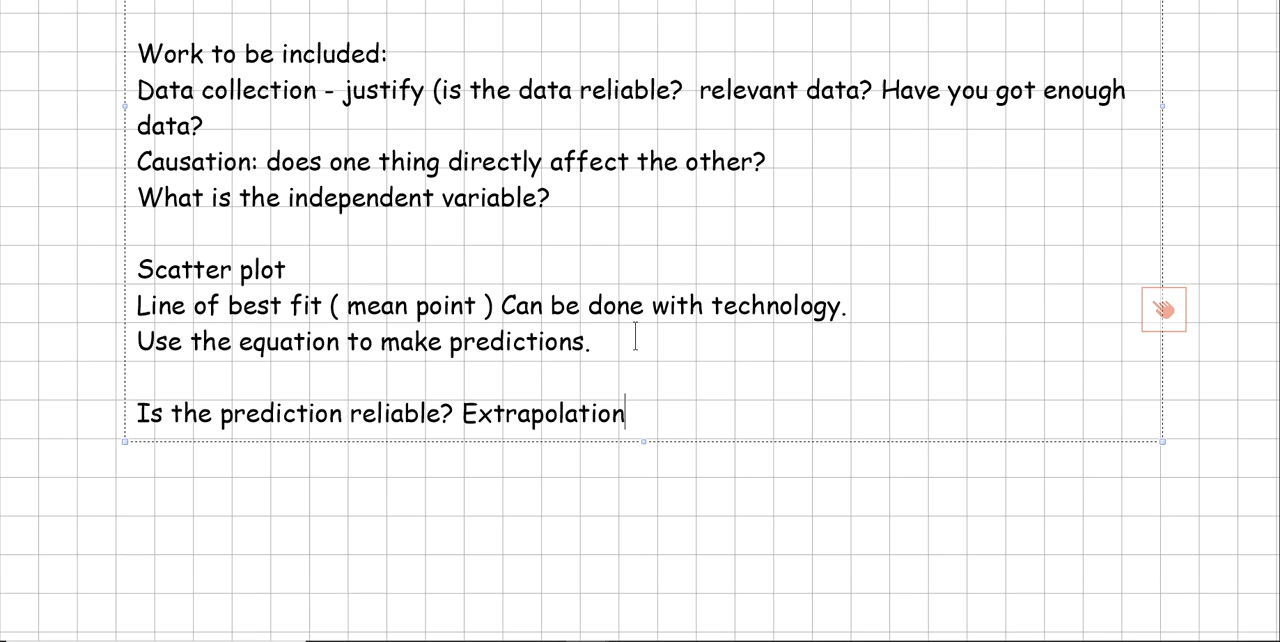 Work to be included:
Data collection - justify (is the data reliable?  relevant data? Have you got enough
data?
Causation: does one thing directly affect the other?
What is the independent variable?
Scatter plot
Line of best fit ( mean point ) Can be done with technology.
Use the equation to make predictions.
Is the prediction reliable? Extrapolation